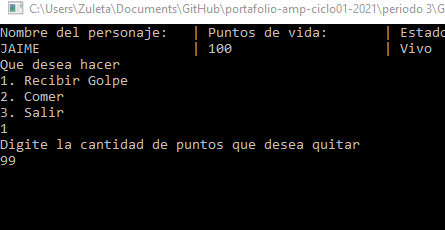 C:\Users\Zuleta\Documents\GitHub\portafolio-amp-ciclo01-2021\periodo 3\G
Nombre del personaje: | Puntos de vida: | Estado
JAIME | 100 | Vivo
Que desea hacer
1. Recibir Golpe
2. Comer
3. Salir
1
Digite la cantidad de puntos que desea quitar
99